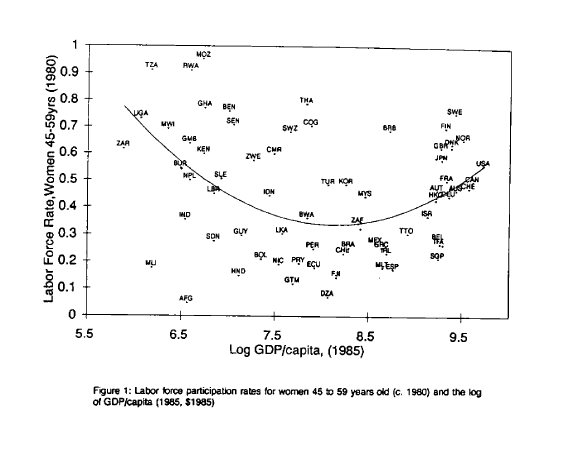 1
MOZ
TZA
RWA
0.9
Labor Force Rate,Women 45-59yrs (1980)
0.8
GHA
BEN
THA
UGA
SWE
0.7
MWI
SEN
SWZ
COG
BRB
FIN
ZAR
GMB
NOR
0.6
KEN
CMR
ZWE
JPN
BUR
USA
0.5
NPL
SLE
TUR KOR
FRA
CAN
LBR
AUT
CHE
0.4
MYS
IND
BWA
ZAF
ISR
0.3
SDN
GUY
LKA
TTO
BEL
PER
BRA
MEX
MLI
BOL
NIC
PRY
ECU
SGP
0.2
HND
FJI
ESP
GTM
0.1
AFG
DZA
0
5.5
6.5
7.5
8.5
9.5
Log GDP/capita, (1985)
Figure 1: Labor force participation rates for women 45 to 59 years old (c. 1980) and the log
of GDP/capita (1985, $1985)